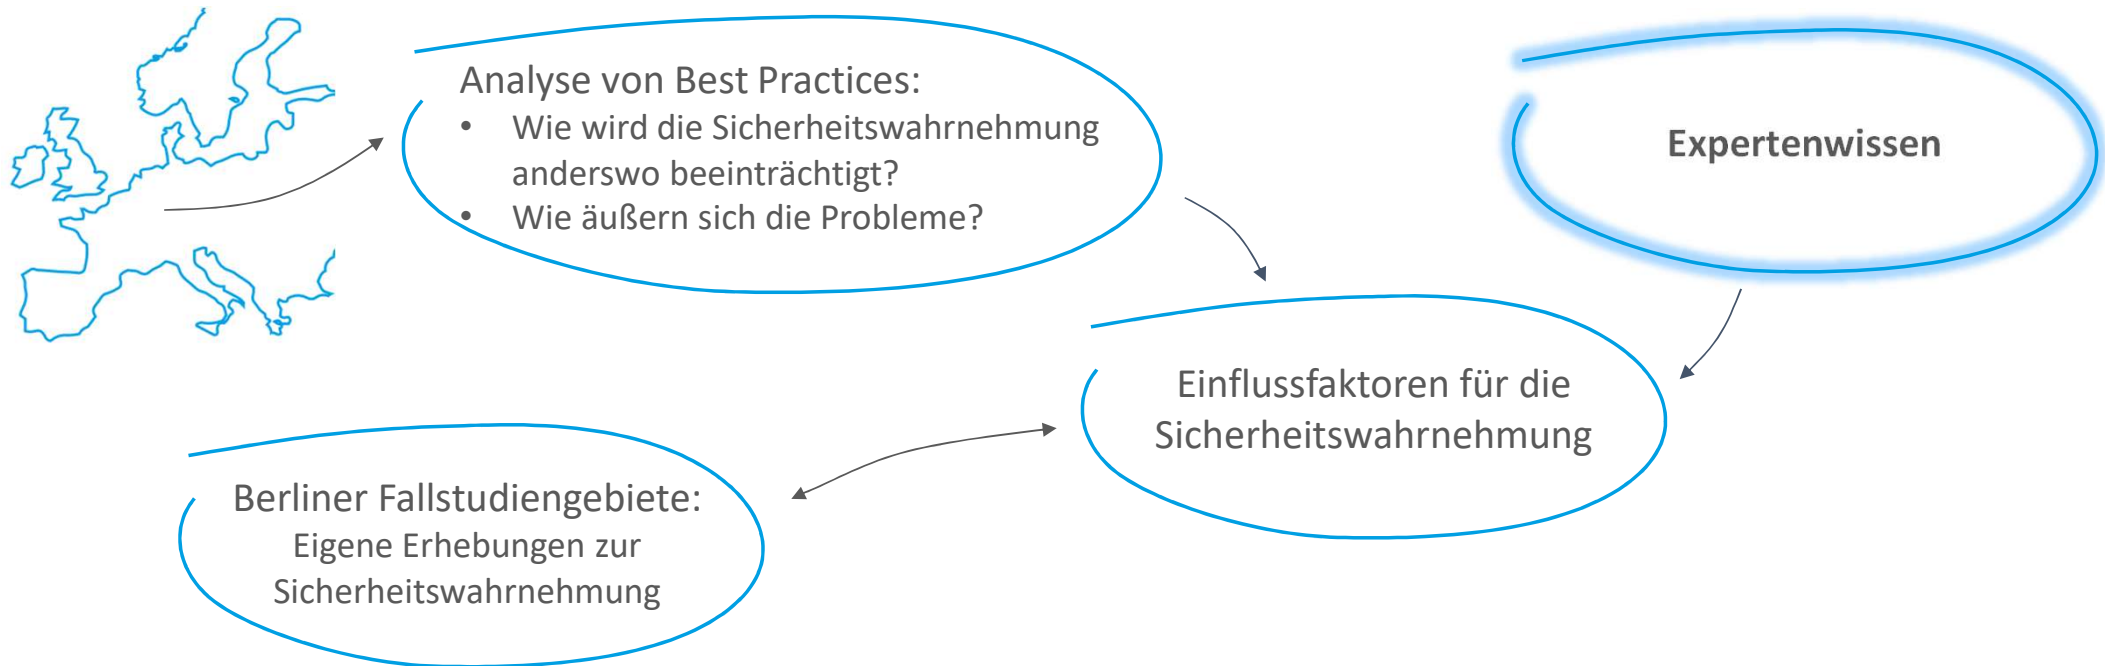 Analyse von Best Practices:
• Wie wird die Sicherheitswahrnehmung
anderswo beeinträchtigt?
• Wie äußern sich die Probleme?
Expertenwissen
Einflussfaktoren für die
Sicherheitswahrnehmung
Berliner Fallstudiengebiete:
Eigene Erhebungen zur
Sicherheitswahrnehmung